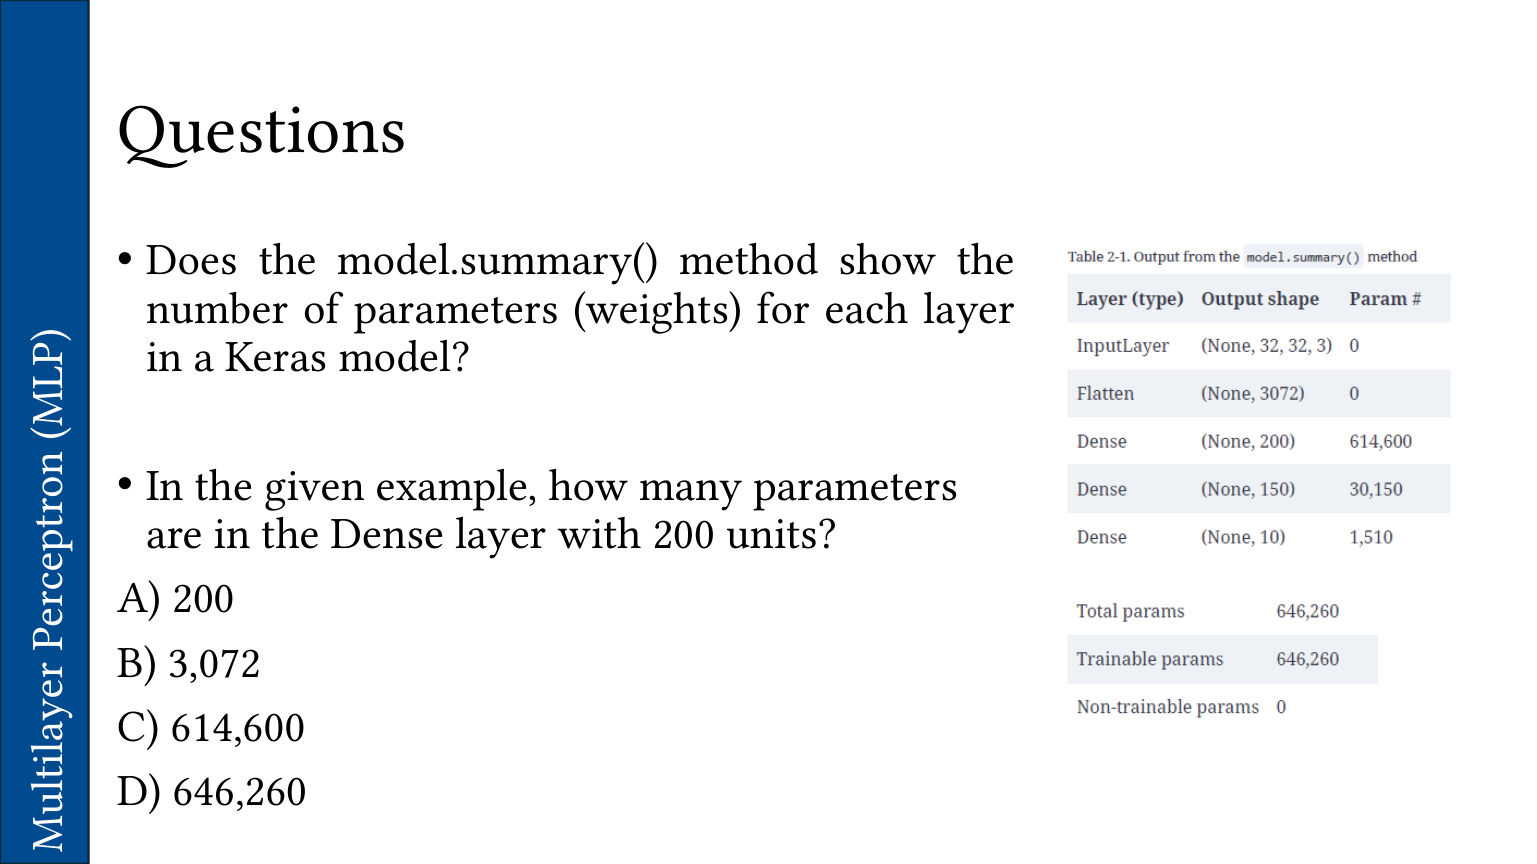 Multilayer Perceptron (MLP)
Questions
• Does the model.summary() method show the
number of parameters (weights) for each layer
in a Keras model?
• In the given example, how many parameters
are in the Dense layer with 200 units?
A) 200
B) 3,072
C) 614,600
D) 646,260
Table 2-1. Output from the model.summary() method
Layer (type) Output shape Param #
InputLayer (None, 32, 32, 3) 0
Flatten (None, 3072) 0
Dense (None, 200) 614,600
Dense (None, 150) 30,150
Dense (None, 10) 1,510
Total params 646,260
Trainable params 646,260
Non-trainable params 0